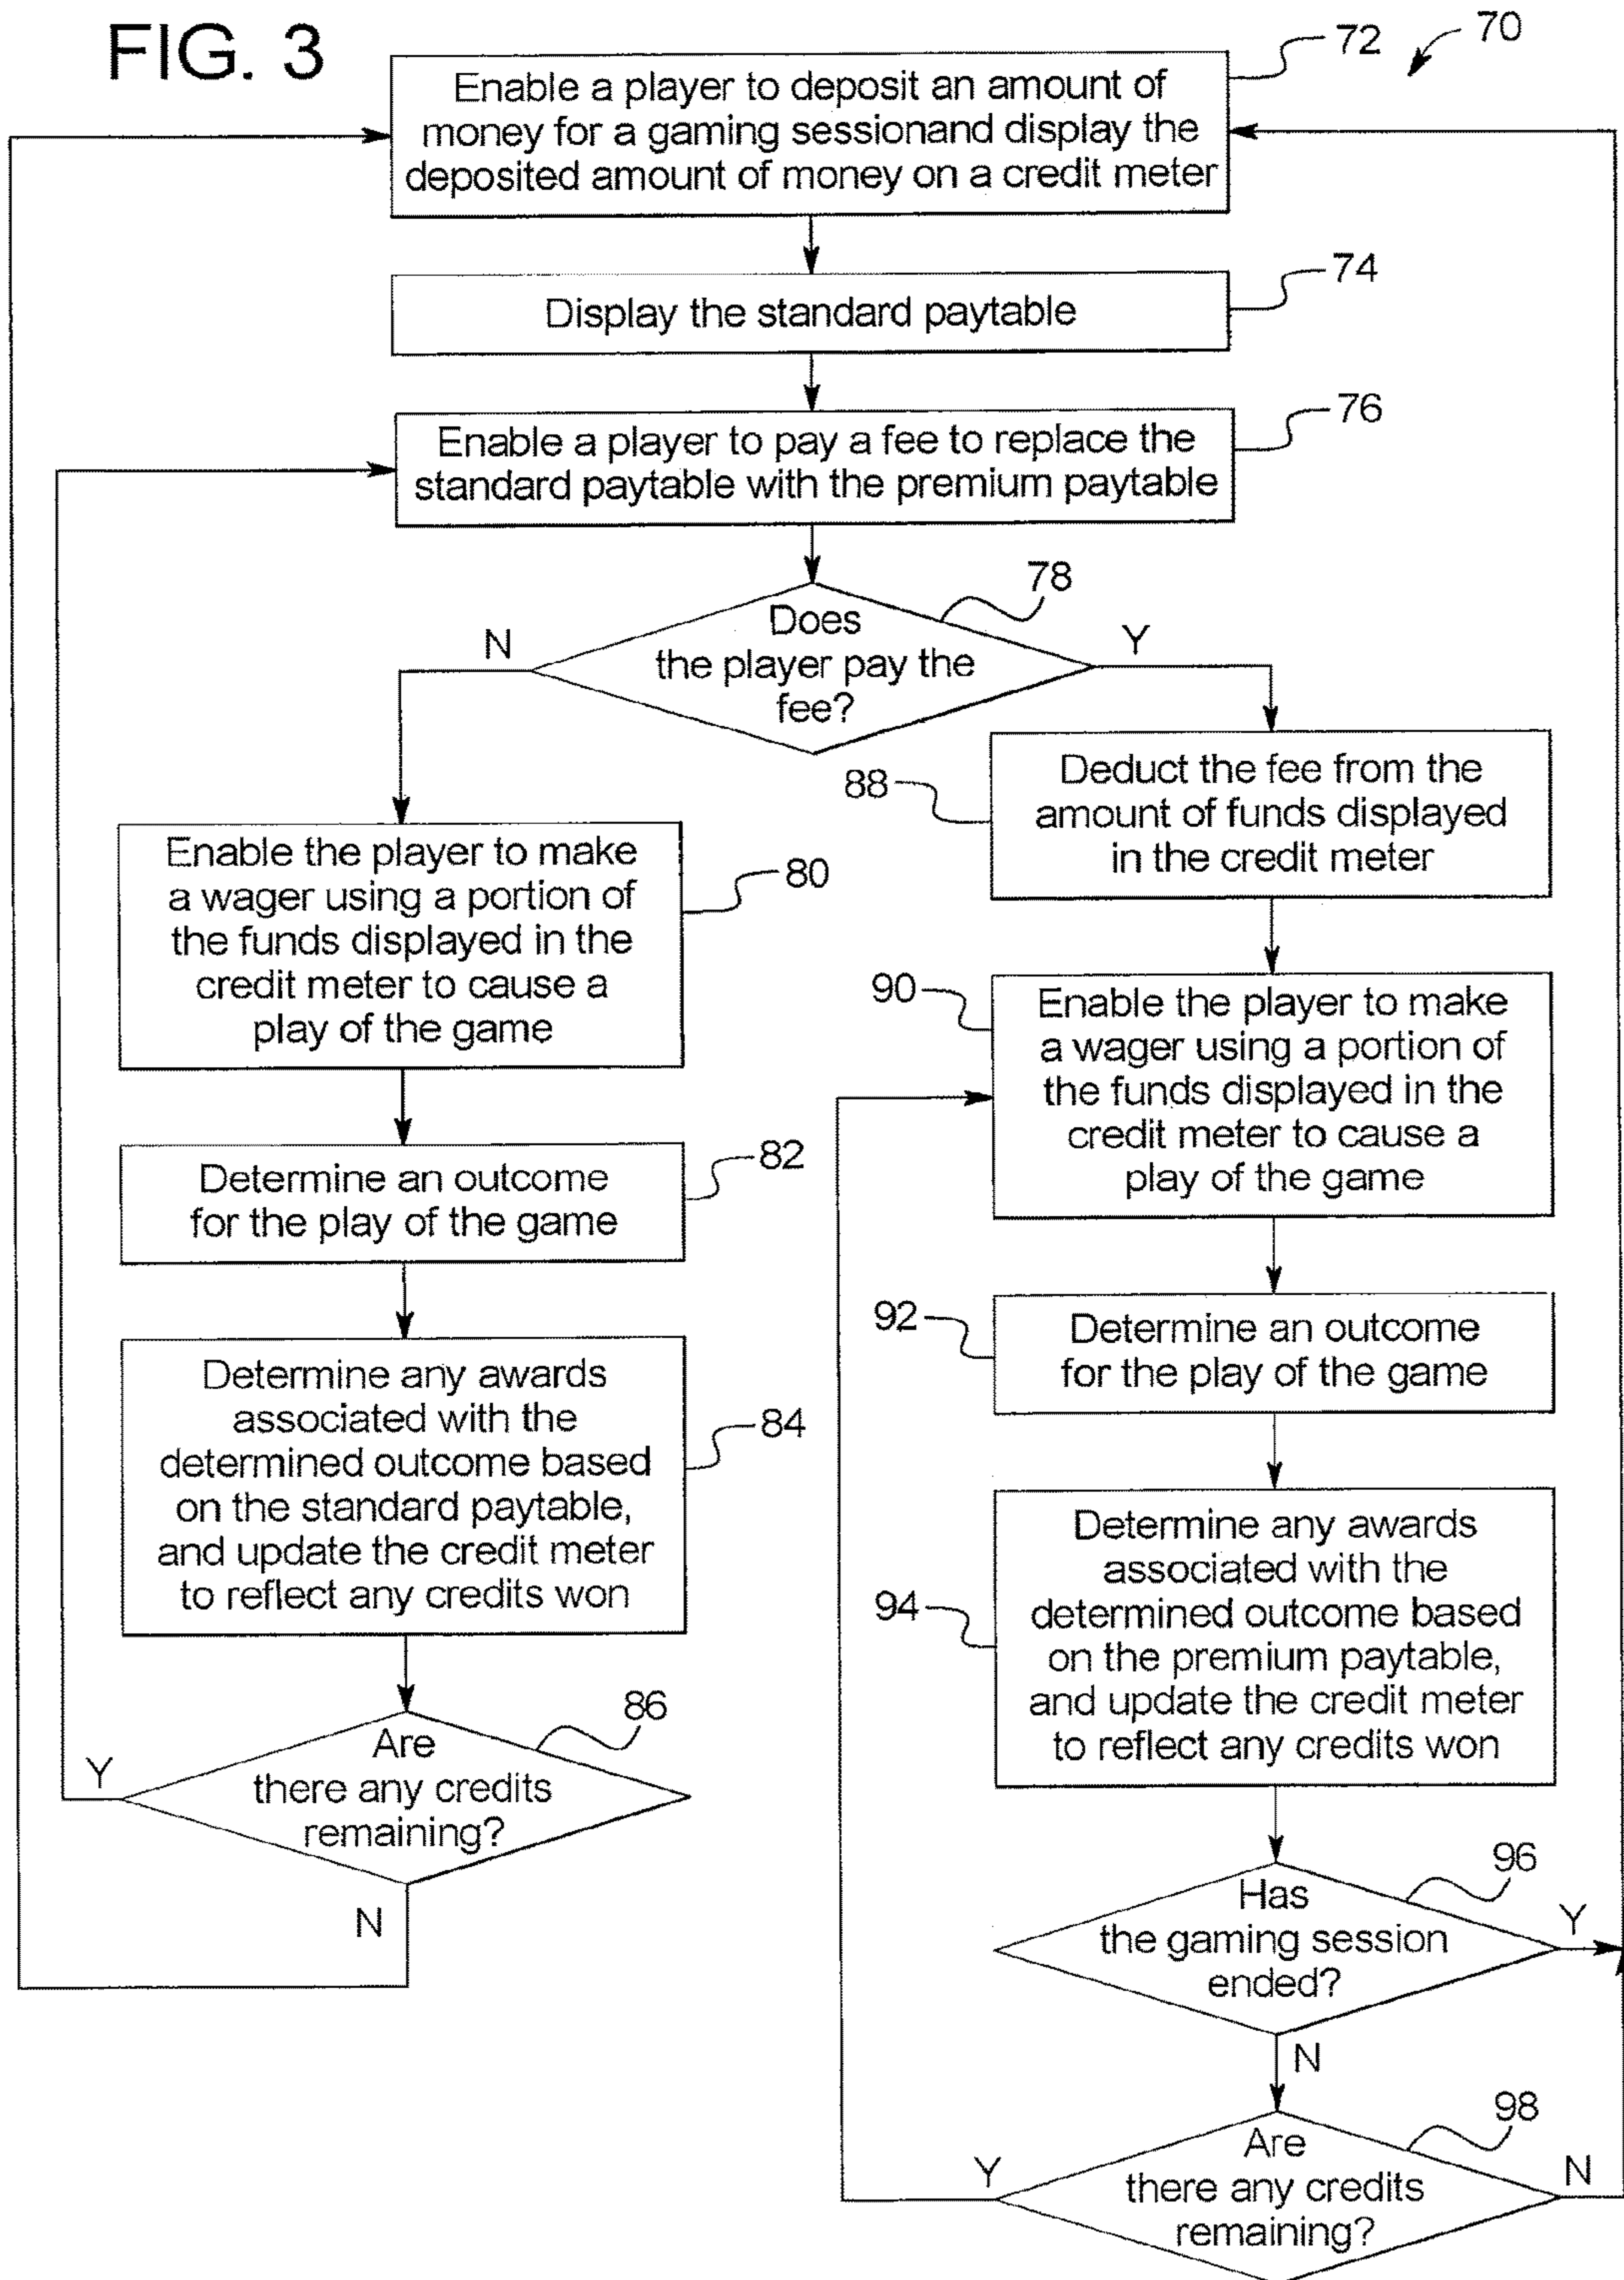 FIG. 3
70
72
Enable a player to deposit an amount of
money for a gaming sessionand display the
deposited amount of money on a credit meter
74
Display the standard paytable
76
Enable a player to pay a fee to replace the
standard paytable with the premium paytable
78
Does
the player pay the
fee?
N
Y
80
Enable the player to make
a wager using a portion of
the funds displayed in the
credit meter to cause a
play of the game
82
Determine an outcome
for the play of the game
84
Determine any awards
associated with the
determined outcome based
on the standard paytable,
and update the credit meter
to reflect any credits won
86
Are
there any credits
remaining?
Y
N
88
Deduct the fee from the
amount of funds displayed
in the credit meter
90
Enable the player to make
a wager using a portion of
the funds displayed in the
credit meter to cause a
play of the game
92
Determine an outcome
for the play of the game
94
Determine any awards
associated with the
determined outcome based
on the premium paytable,
and update the credit meter
to reflect any credits won
96
Has
the gaming session
ended?
Y
N
98
Are
there any credits
remaining?
Y
N